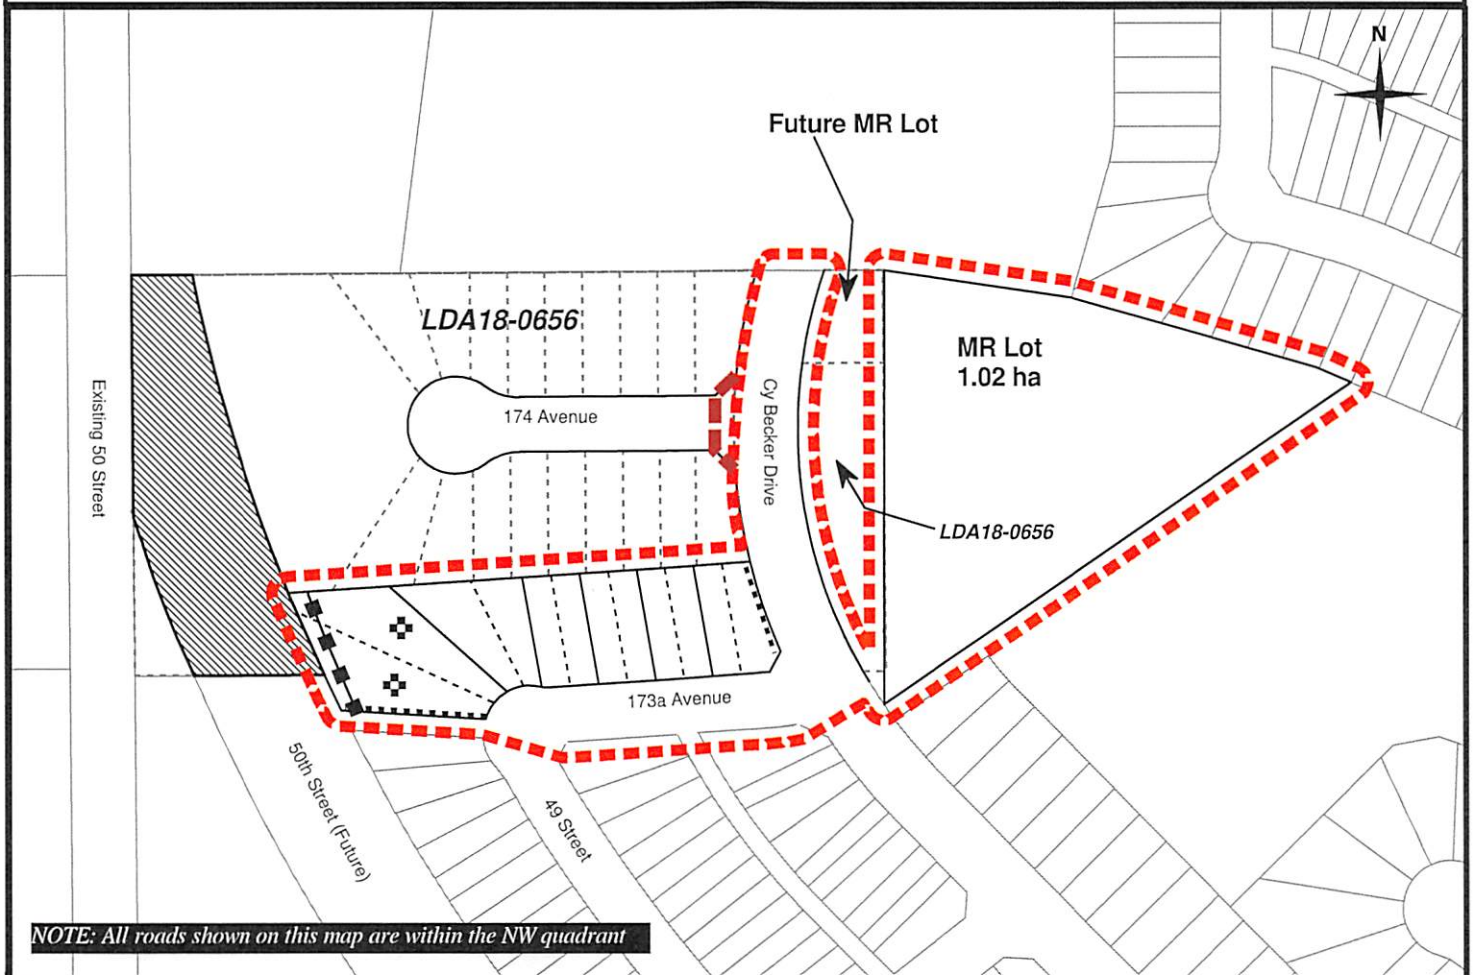 N
Future MR Lot
LDA18-0656
MR Lot
1.02 ha
Existing 50 Street
174 Avenue
Cy Becker Drive
LDA18-0656
173a Avenue
50th Street (Future)
49 Street
NOTE: All roads shown on this map are within the NW quadrant